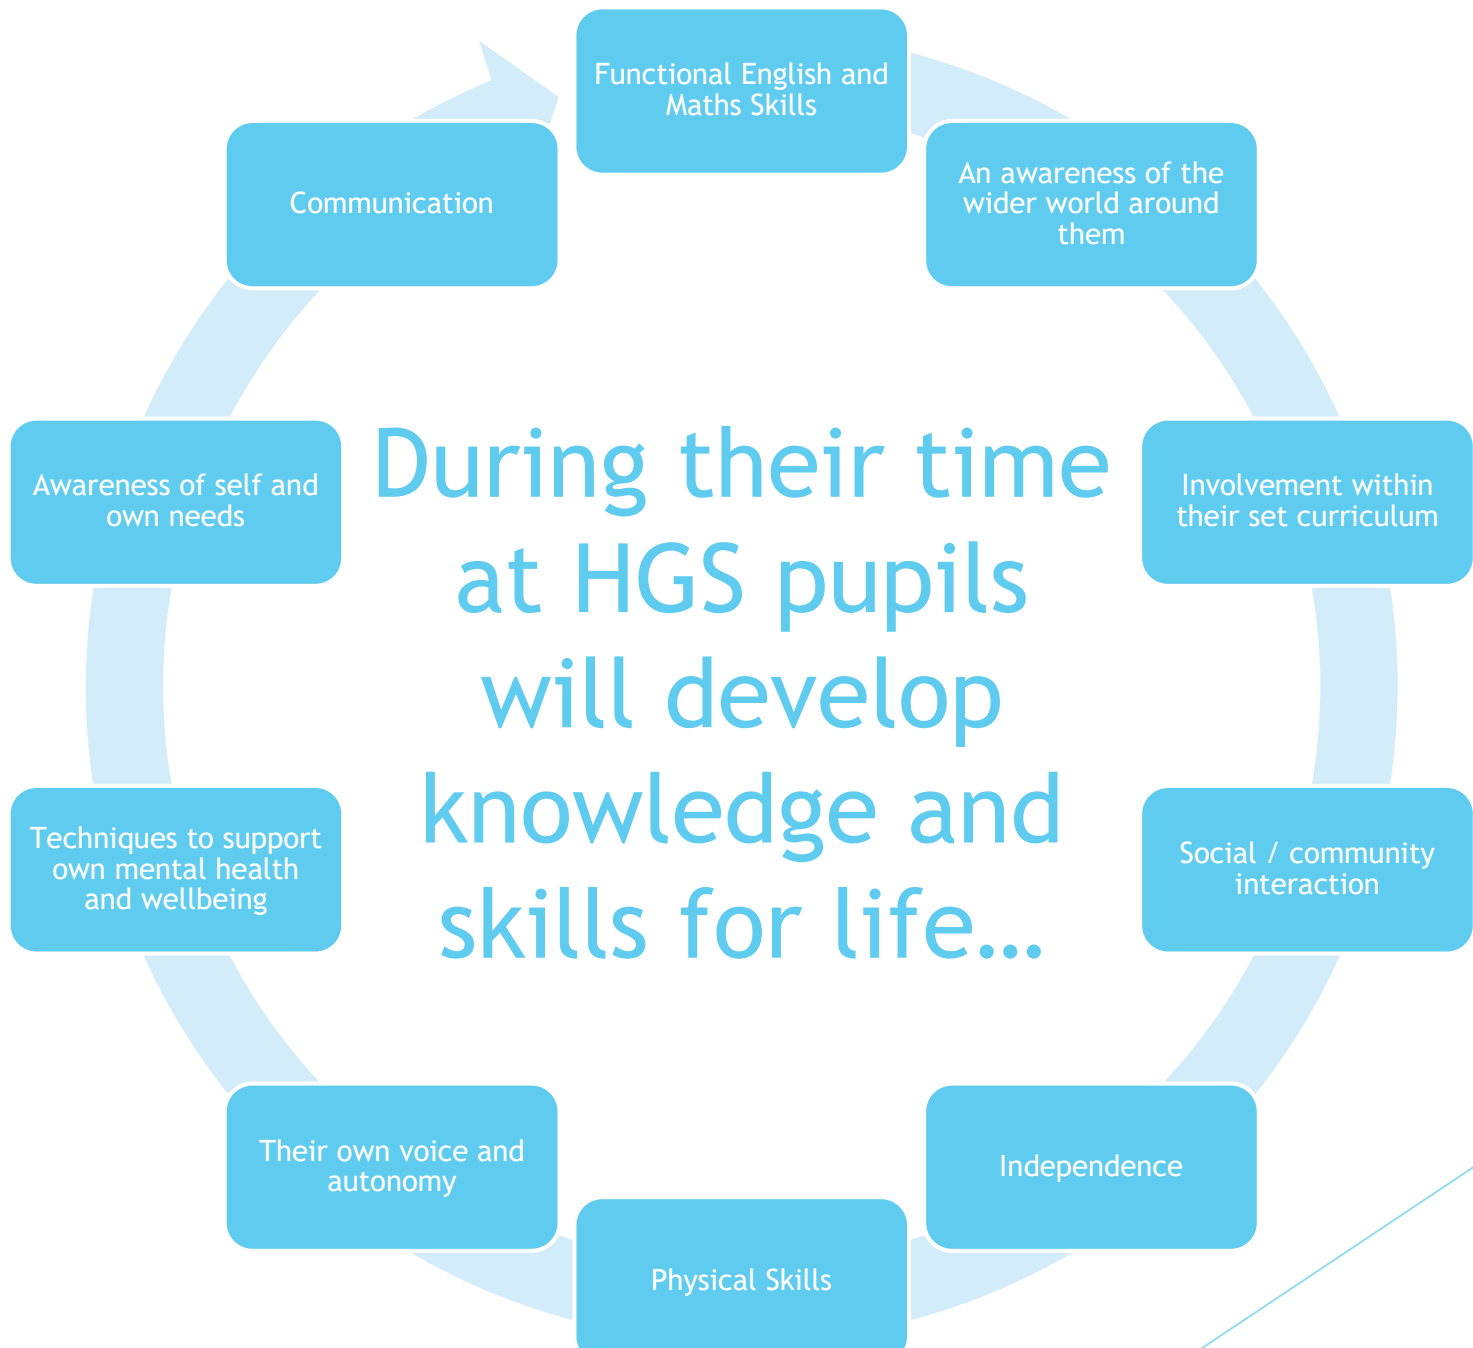 Functional English and
Maths Skills
An awareness of the
wider world around
them
Involvement within
their set curriculum
Social / community
interaction
Independence
Physical Skills
Their own voice and
autonomy
Techniques to support
own mental health
and wellbeing
Awareness of self and
own needs
Communication
During their time
at HGS pupils
will develop
knowledge and
skills for life…